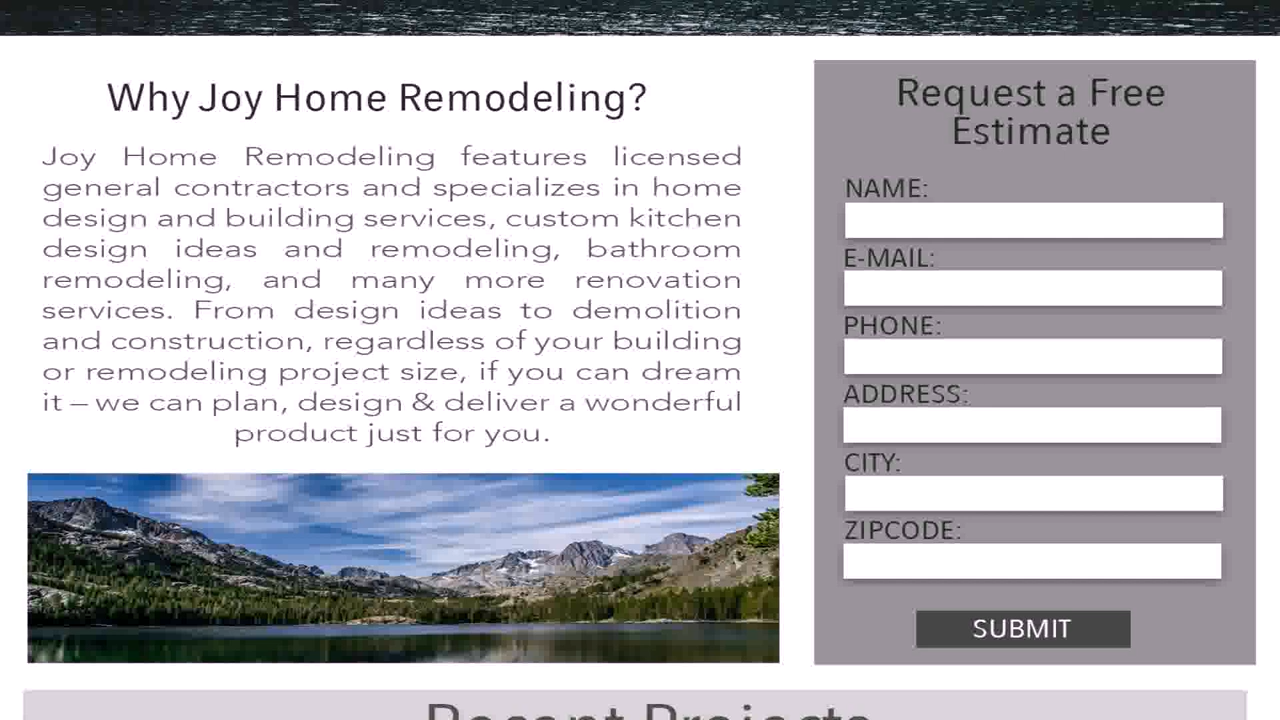 Why Joy Home Remodeling?
Joy Home Remodeling features licensed
general contractors and specializes in home
design and building services, custom kitchen
design ideas and remodeling, bathroom
remodeling, and many more renovation
services. From design ideas to demolition
and construction, regardless of your building
or remodeling project size, if you can dream
it – we can plan, design & deliver a wonderful
product just for you.
Request a Free
Estimate
NAME:
E-MAIL:
PHONE:
ADDRESS:
CITY:
ZIPCODE:
SUBMIT
Recent Projects